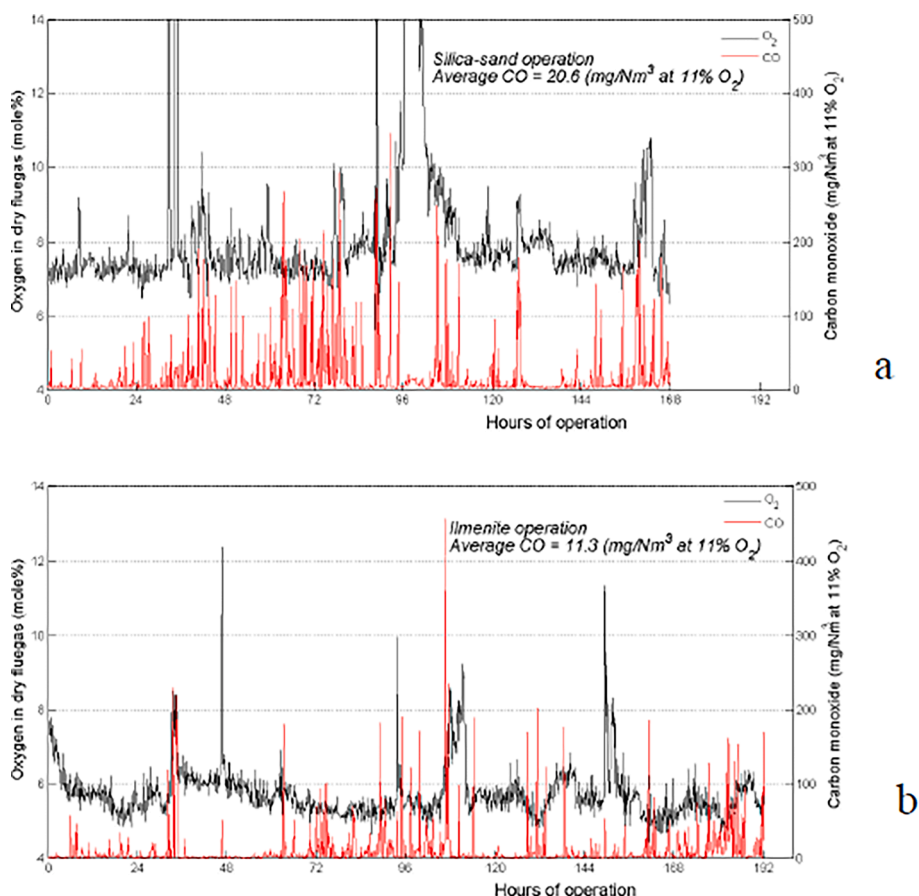 14
500
O2
CO
Silica-sand operation
Average CO = 20.6 (mg/Nm3 at 11% O2)
12
400
10
300
8
200
6
100
4
0
0 24 48 72 96 120 144 168 192
Oxygen in dry fluegas (mole%)
Carbon monoxide (mg/Nm3 at 11% O2)
Hours of operation
a
14
500
O2
CO
Ilmenite operation
Average CO = 11.3 (mg/Nm3 at 11% O2)
12
400
10
300
8
200
6
100
4
0
0 24 48 72 96 120 144 168 192
Oxygen in dry fluegas (mole%)
Carbon monoxide (mg/Nm3 at 11% O2)
Hours of operation
b